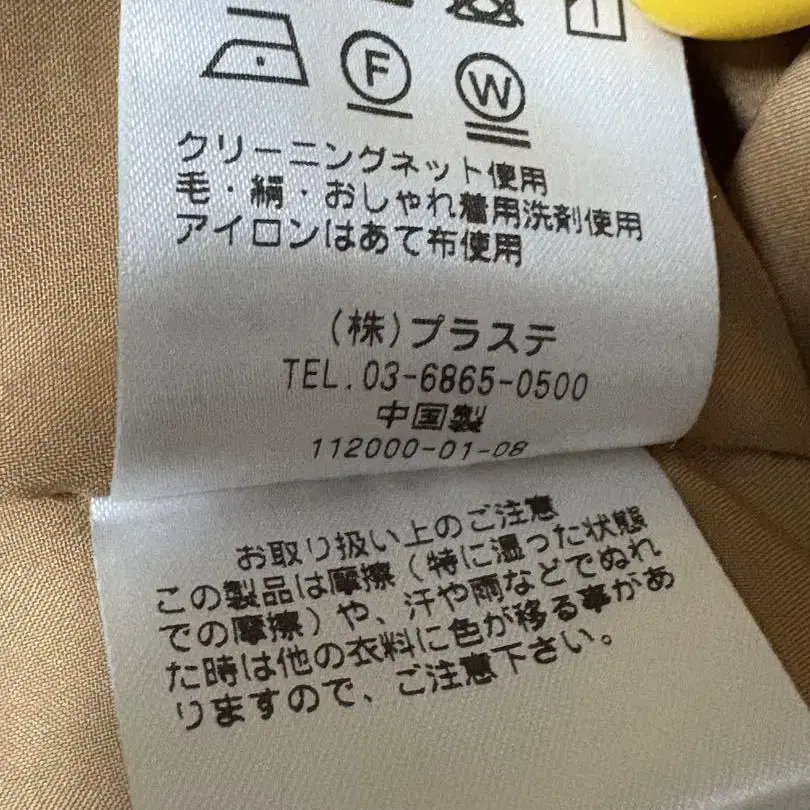 F W
クリーニングネット使用
毛・絹・おしゃれ着用洗剤使用
アイロンはあて布使用
(株)プラステ
TEL.03-6865-0500
中国製
112000-01-08
お取り扱い上のご注意
この製品は摩擦(特に湿った状態
での摩擦)や、汗や雨などでぬれ
た時は他の衣料に色が移る事があ
りますので、ご注意下さい。